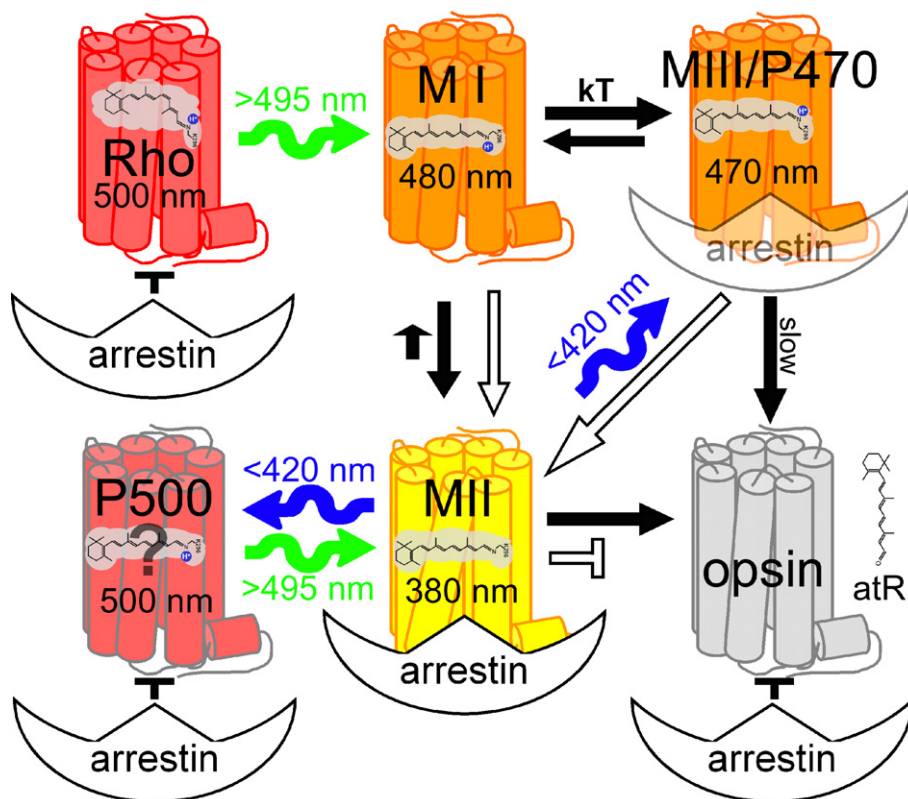 Rho
500 nm
>495 nm
M I
480 nm
kT
MIII/P470
470 nm
arrestin
arrestin
<420 nm
slow
P500
?
500 nm
<420 nm
>495 nm
MII
380 nm
opsin
atR
arrestin
arrestin
arrestin